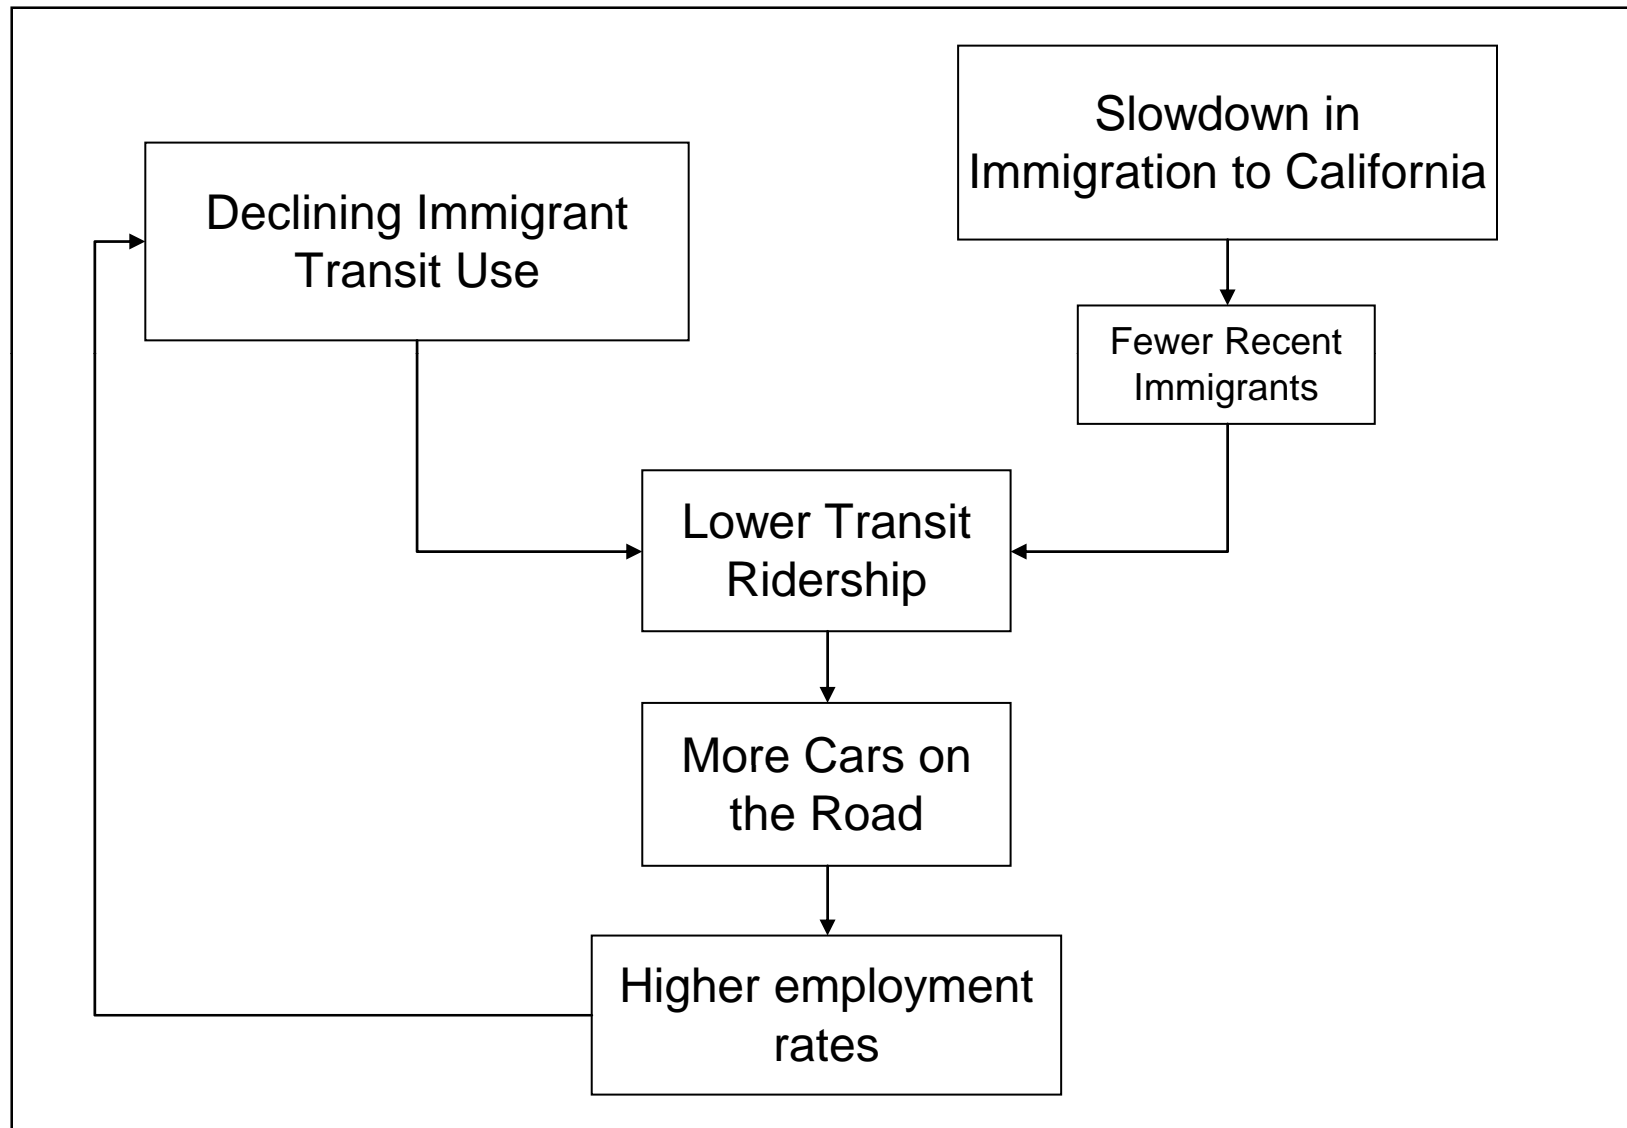 Slowdown in
Immigration to California
Declining Immigrant
Transit Use
Fewer Recent
Immigrants
Lower Transit
Ridership
More Cars on
the Road
Higher employment
rates